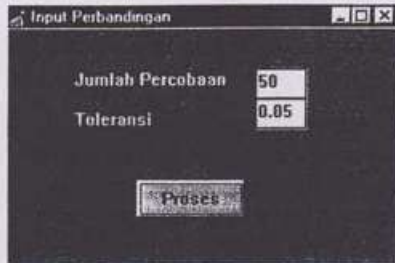 Input Perbandingan
Jumlah Percobaan 50
Toleransi 0.05
Proses